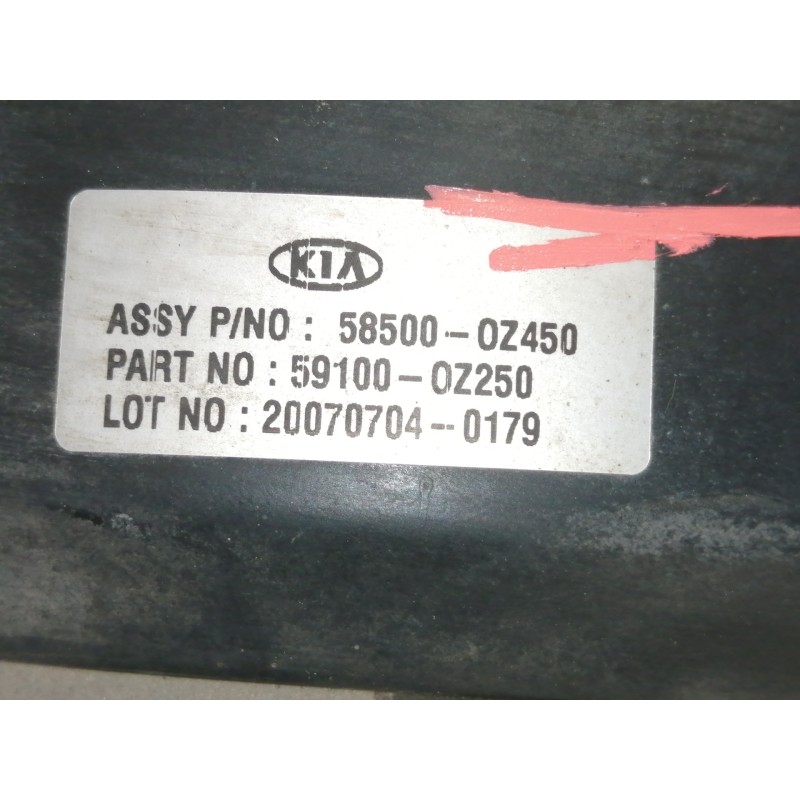 KIA
ASSY P/NO : 58500-0Z450
PART NO : 59100-0Z250
LOT NO : 20070704-0179